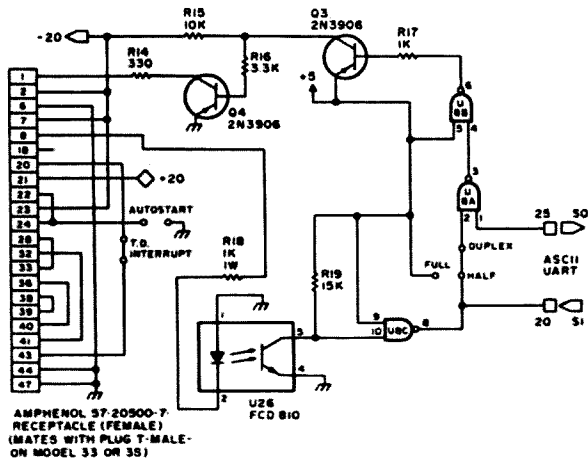 -20
R15
10K
Q3
2N3906
R17
1K
R14
330
R16
3.3K
+5
Q4
2N3906
6
U
8B
5 4
3
U
8A
2 1
1
2
6
7
8
18
20
21
22
23
24
28
32
33
36
38
39
40
41
43
44
47
+20
AUTOSTART
T.D.
INTERRUPT
R18
1K
1W
R19
15K
FULL
DUPLEX
HALF
25 SO
ASCII
UART
20 SI
9
10
U8C
8
1
2
5
4
U26
FCD 810
AMPHENOL 57-20500-7
RECEPTACLE (FEMALE)
(MATES WITH PLUG T-MALE-
ON MODEL 33 OR 35)